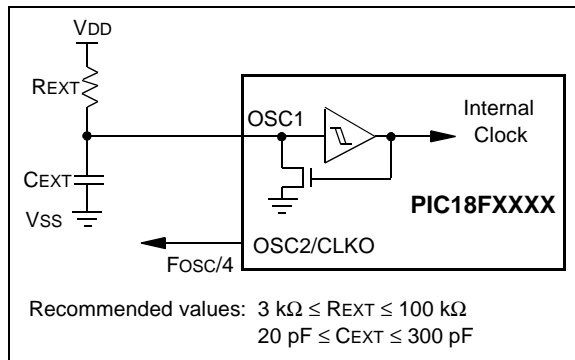 VDD
REXT
OSC1
Internal
Clock
CEXT
PIC18FXXXX
VSS
OSC2/CLKO
FOSC/4
Recommended values: 3 kΩ ≤ REXT ≤ 100 kΩ
20 pF ≤ CEXT ≤ 300 pF